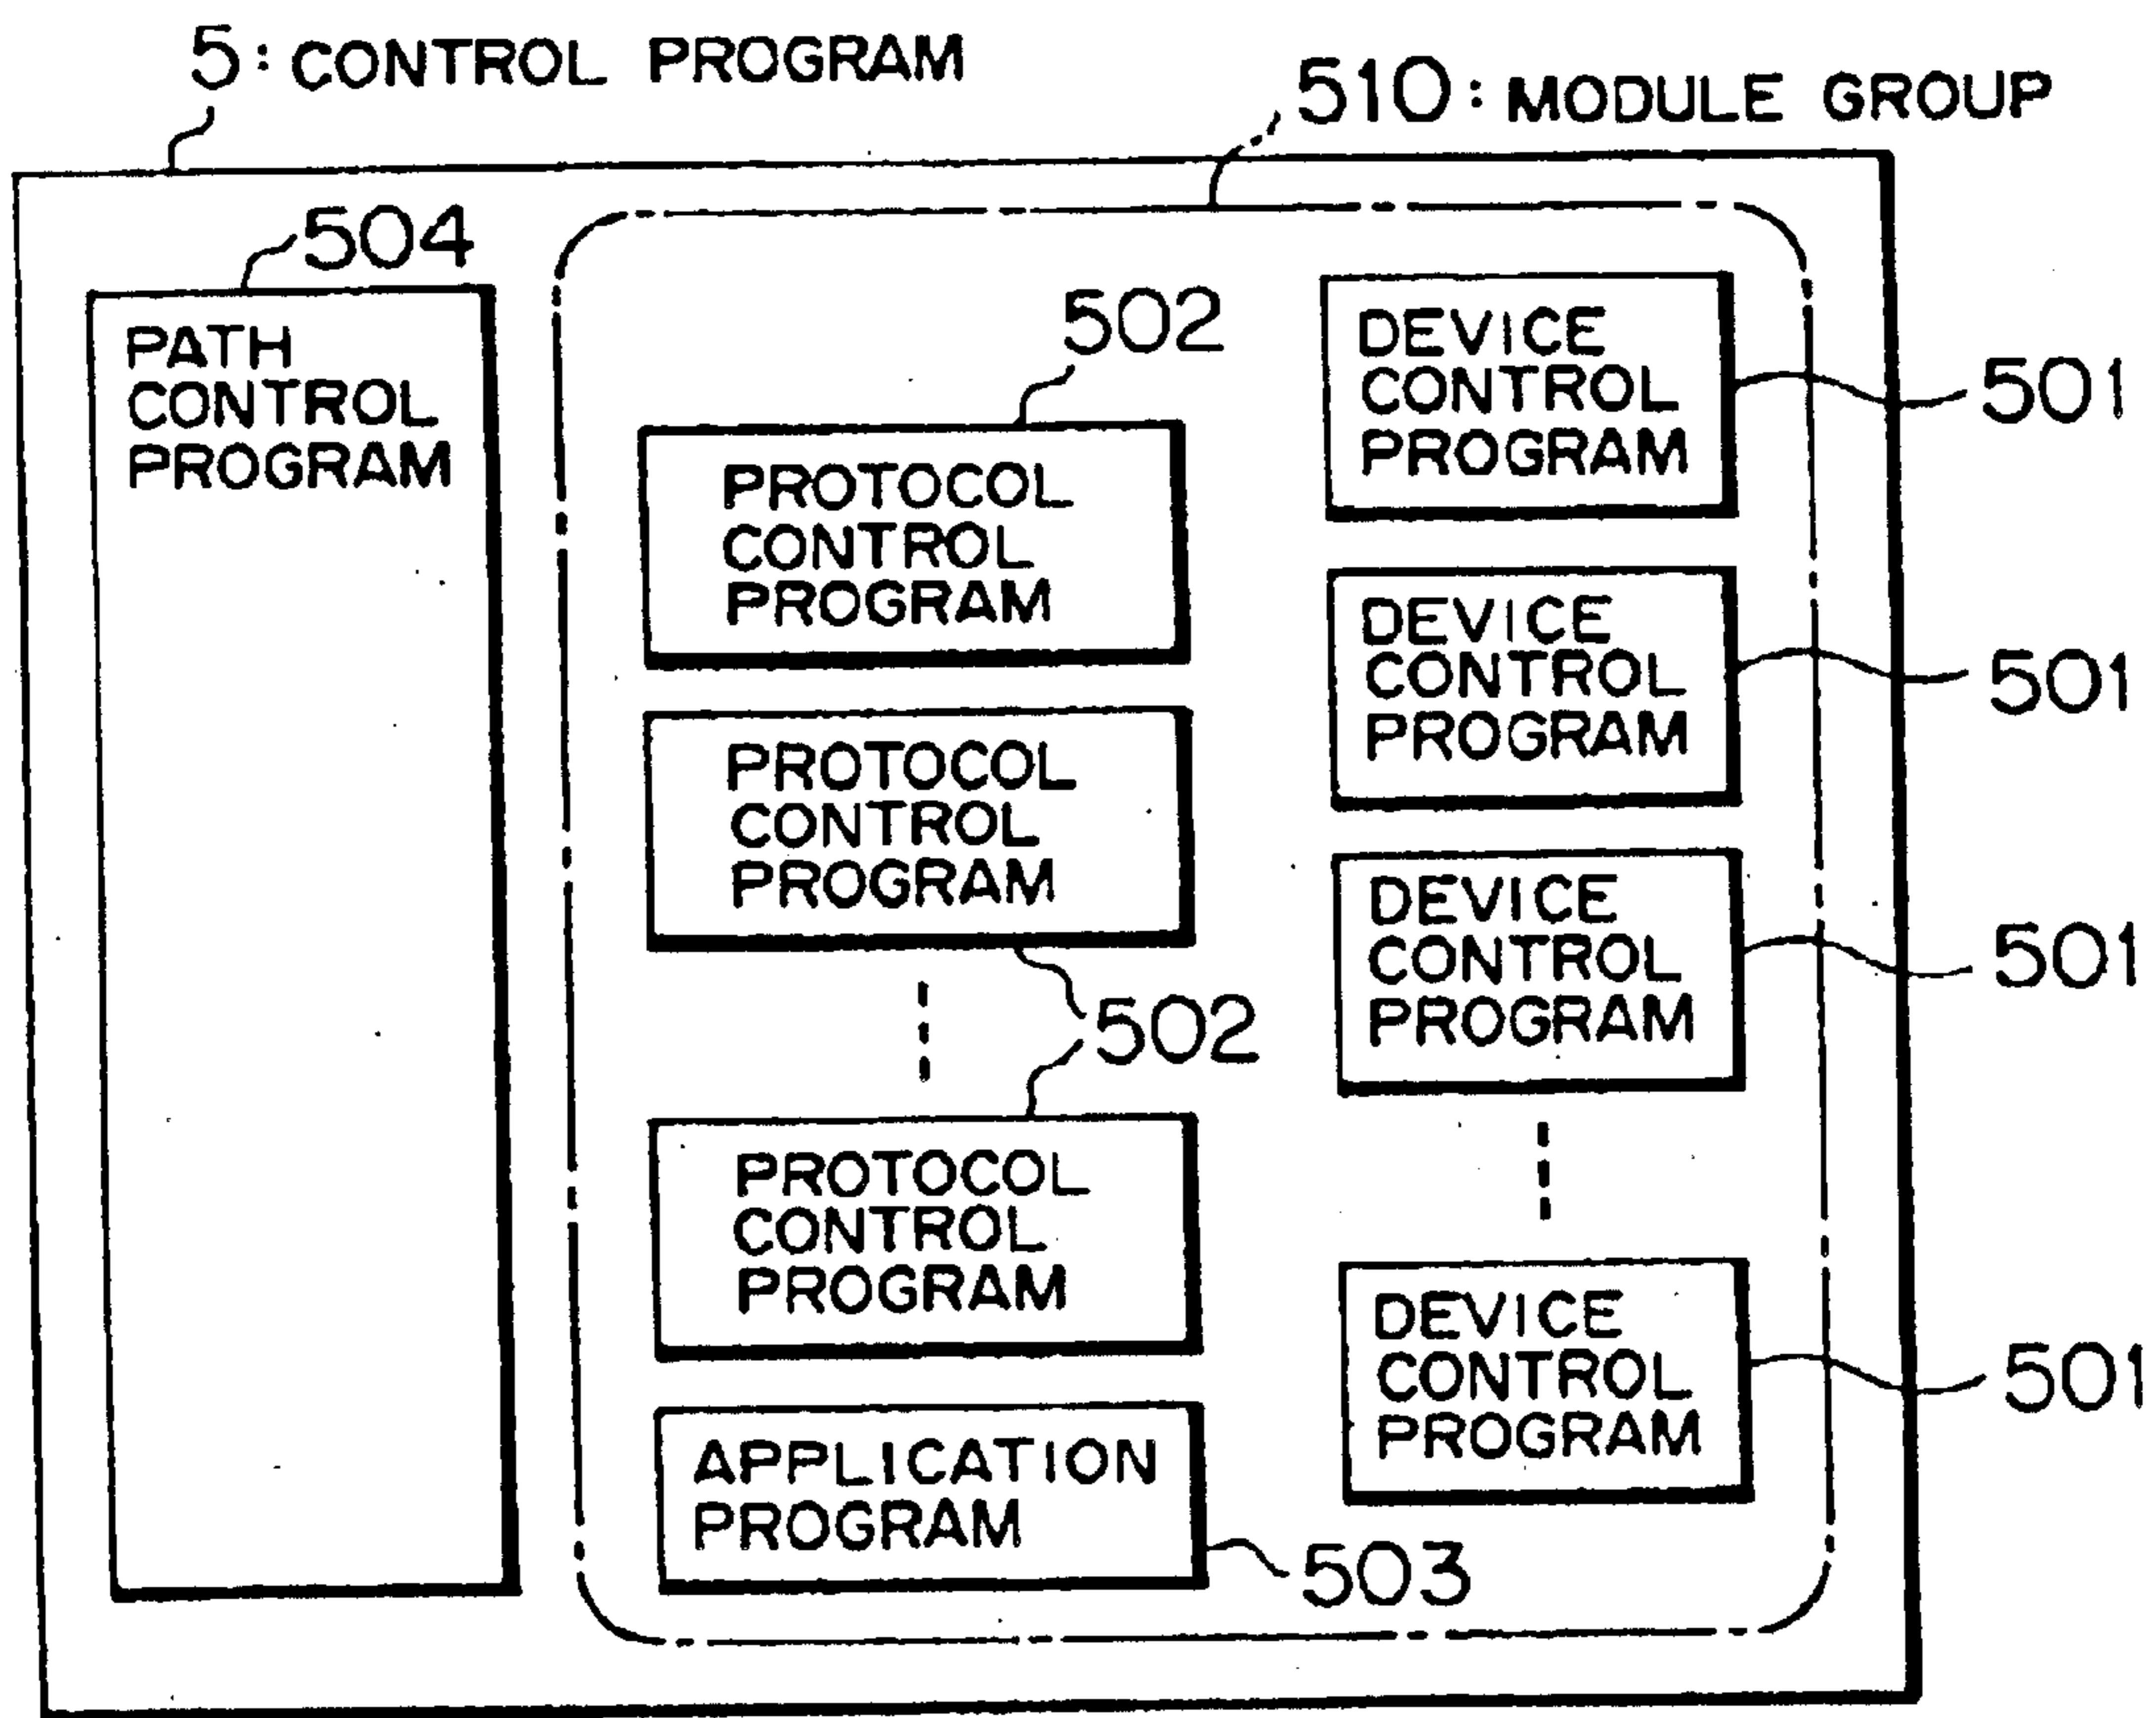 5: CONTROL PROGRAM
510: MODULE GROUP
504
PATH
CONTROL
PROGRAM
502
PROTOCOL
CONTROL
PROGRAM
PROTOCOL
CONTROL
PROGRAM
502
PROTOCOL
CONTROL
PROGRAM
APPLICATION
PROGRAM
503
DEVICE
CONTROL
PROGRAM
501
DEVICE
CONTROL
PROGRAM
501
DEVICE
CONTROL
PROGRAM
501
DEVICE
CONTROL
PROGRAM
501